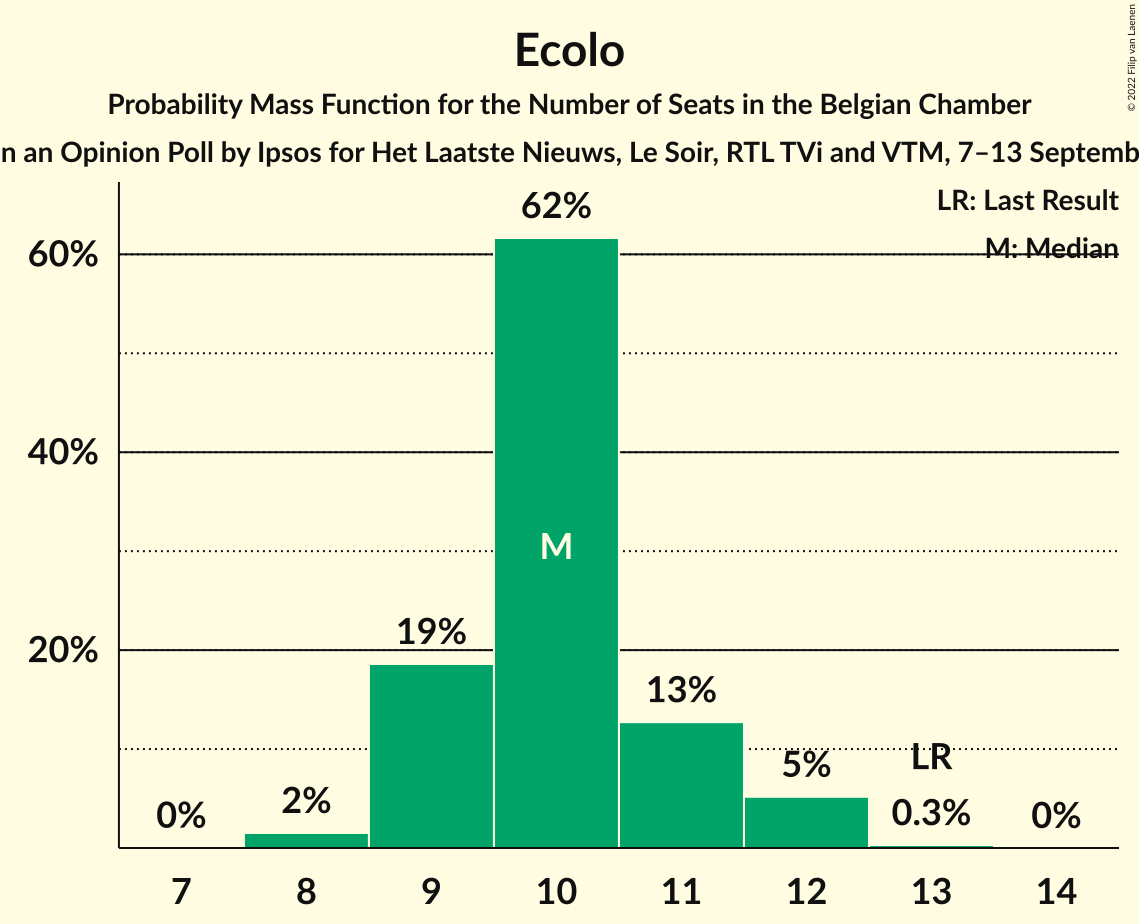 Ecolo
Probability Mass Function for the Number of Seats in the Belgian Chamber
an Opinion Poll by Ipsos for Het Laatste Nieuws, Le Soir, RTL TVi and VTM, 7–13
LR: Last Result
M: Median
60%
40%
20%
0%
2%
19%
62%
M
13%
5%
LR
0.3%
0%
7 8 9 10 11 12 13 14
© 2022 Filip van Laenen